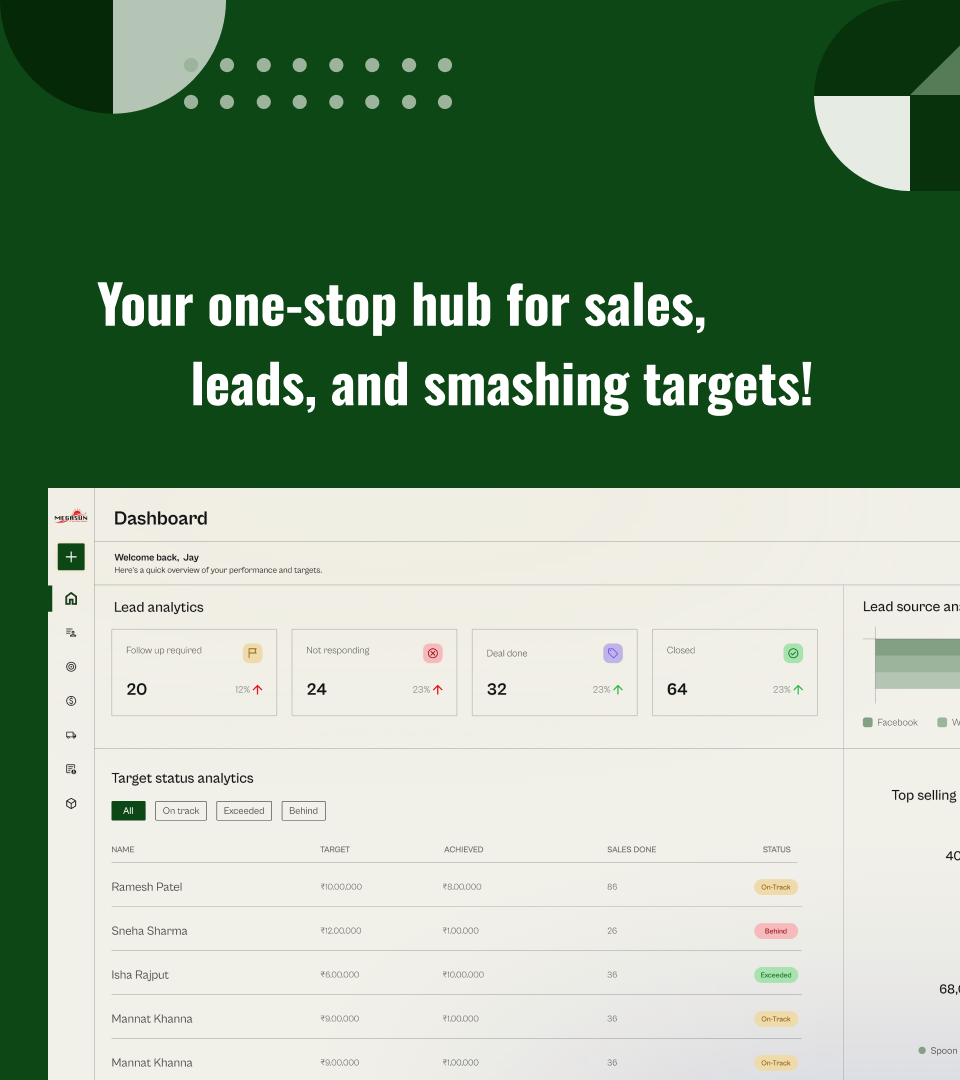 Your one-stop hub for sales,
leads, and smashing targets!
MEGASUN
Dashboard
Welcome back, Jay
Here's a quick overview of your performance and targets.
Lead analytics
Follow up required
20
12%
Not responding
24
23%
Deal done
32
23%
Closed
64
23%
Lead source an
Facebook
W
Target status analytics
All On track Exceeded Behind
NAME TARGET ACHIEVED SALES DONE STATUS
Ramesh Patel ₹10,00,000 ₹8,00,000 86 On-Track
Sneha Sharma ₹12,00,000 ₹1,00,000 26 Behind
Isha Rajput ₹6,00,000 ₹10,00,000 36 Exceeded
Mannat Khanna ₹9,00,000 ₹1,00,000 36 On-Track
Mannat Khanna ₹9,00,000 ₹1,00,000 36 On-Track
Top selling
40
68,
Spoon